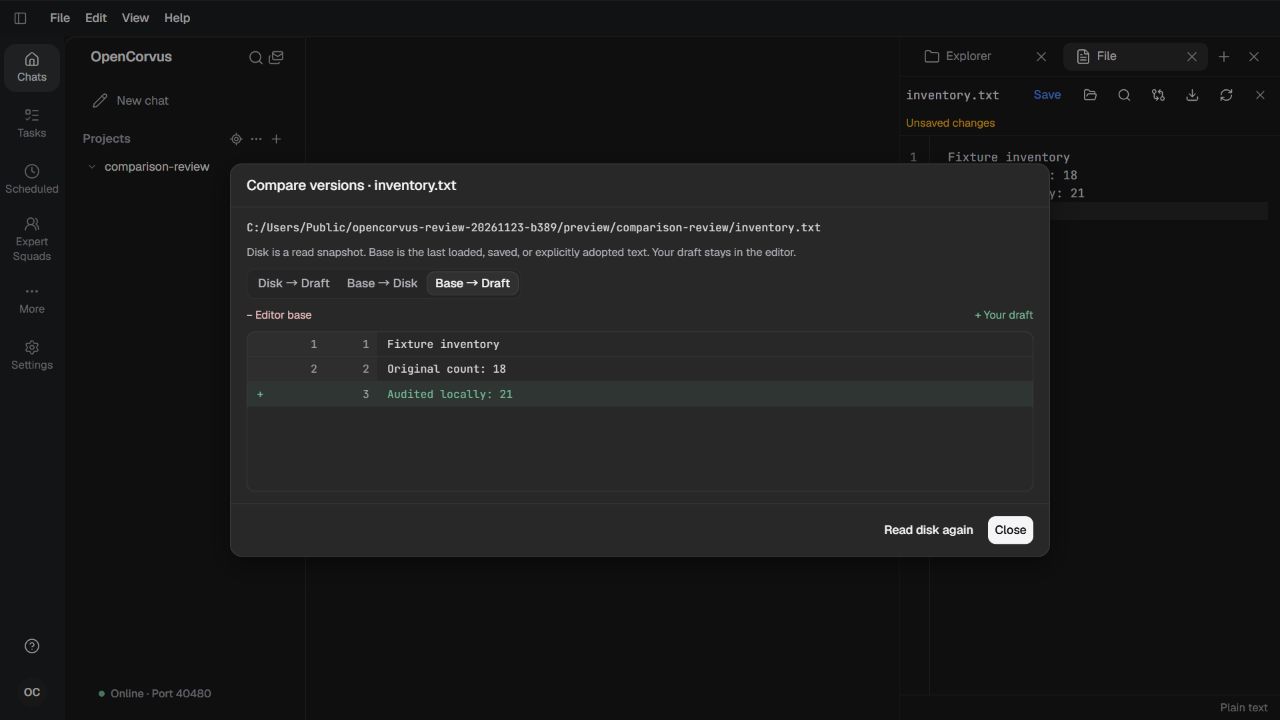 File Edit View Help
Chats
Tasks
Scheduled
Expert
Squads
More
Settings
OC
OpenCorvus
New chat
Projects
comparison-review
Online · Port 40480
Explorer
File
inventory.txt Save
Unsaved changes
1 Fixture inventory
: 18
y: 21
Plain text
Compare versions · inventory.txt
C:/Users/Public/opencorvus-review-20261123-b389/preview/comparison-review/inventory.txt
Disk is a read snapshot. Base is the last loaded, saved, or explicitly adopted text. Your draft stays in the editor.
Disk → Draft Base → Disk Base → Draft
− Editor base + Your draft
1 1 Fixture inventory
2 2 Original count: 18
+ 3 Audited locally: 21
Read disk again Close